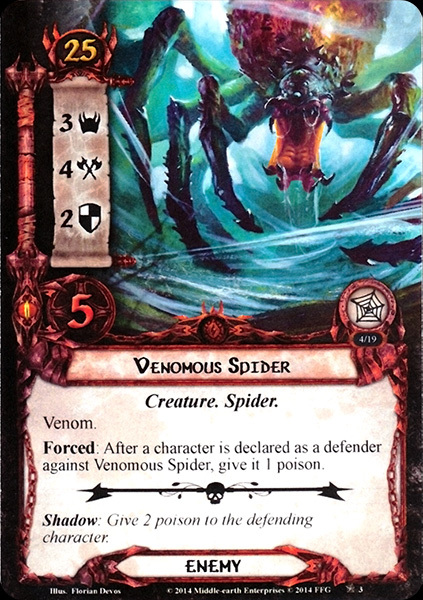 25
3
4
2
5
4/19
Venomous Spider
Creature. Spider.
Venom.
Forced: After a character is declared as a defender
against Venomous Spider, give it 1 poison.
Shadow: Give 2 poison to the defending
character.
ENEMY
Illus. Florian Devos © 2014 Middle-earth Enterprises © 2014 FFG 3